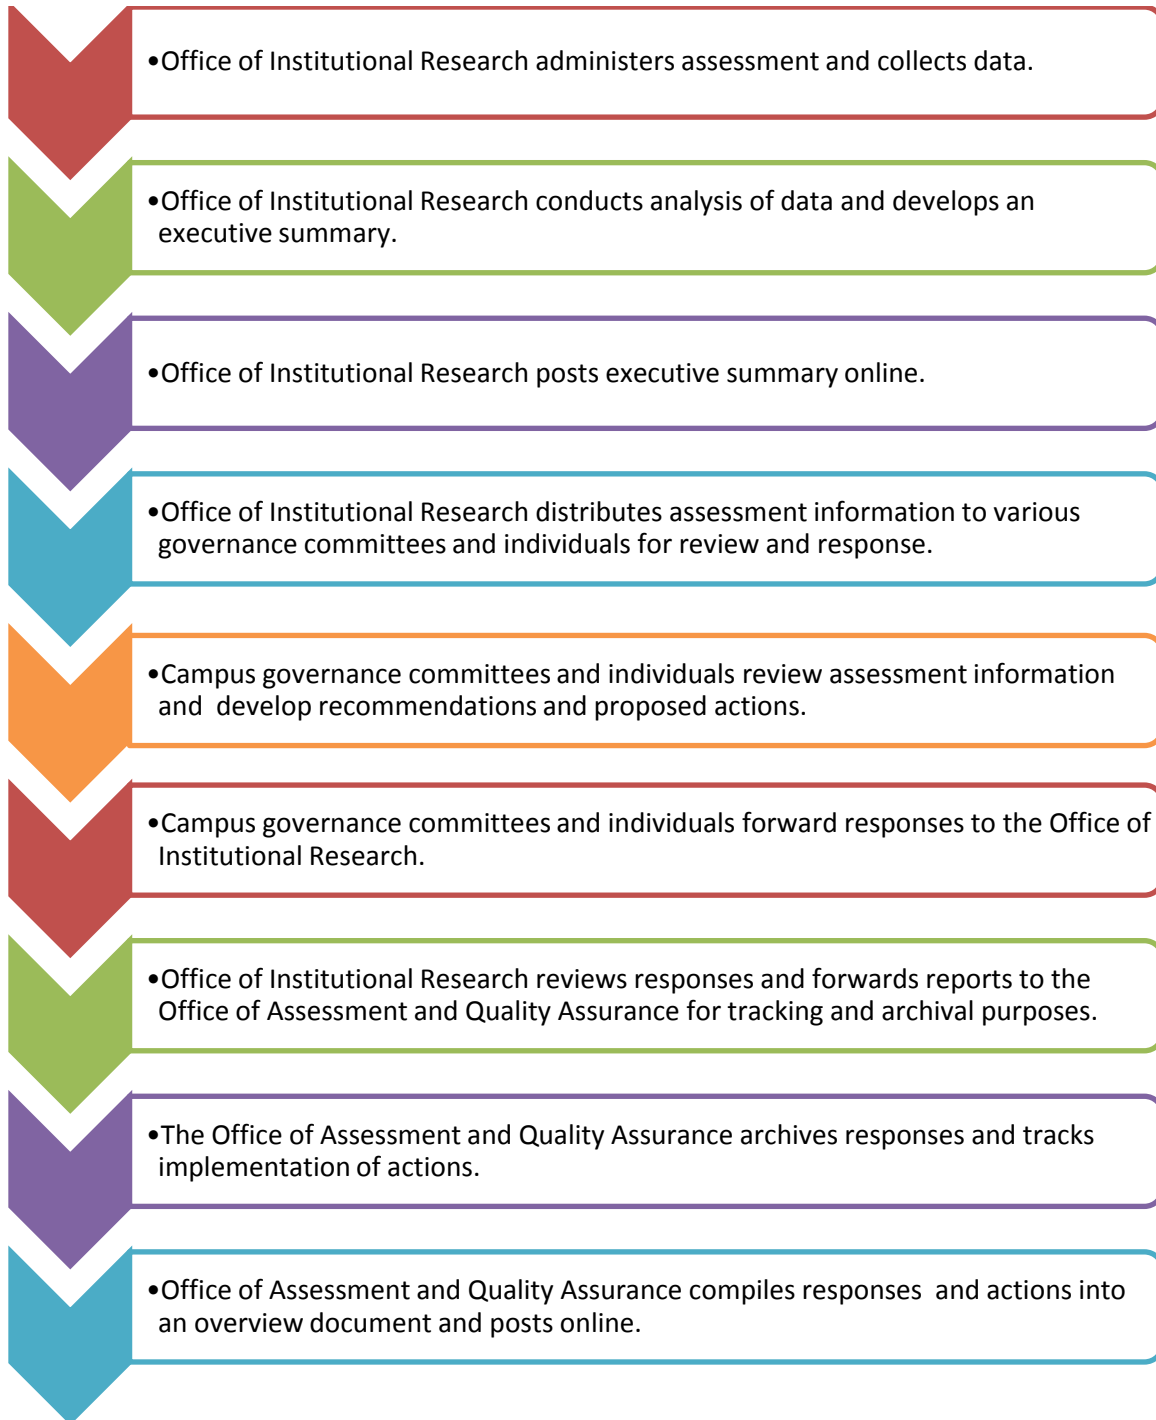 •Office of Institutional Research administers assessment and collects data.
•Office of Institutional Research conducts analysis of data and develops an
executive summary.
•Office of Institutional Research posts executive summary online.
•Office of Institutional Research distributes assessment information to various
governance committees and individuals for review and response.
•Campus governance committees and individuals review assessment information
and  develop recommendations and proposed actions.
•Campus governance committees and individuals forward responses to the Office of
Institutional Research.
•Office of Institutional Research reviews responses and forwards reports to the
Office of Assessment and Quality Assurance for tracking and archival purposes.
•The Office of Assessment and Quality Assurance archives responses and tracks
implementation of actions.
•Office of Assessment and Quality Assurance compiles responses  and actions into
an overview document and posts online.